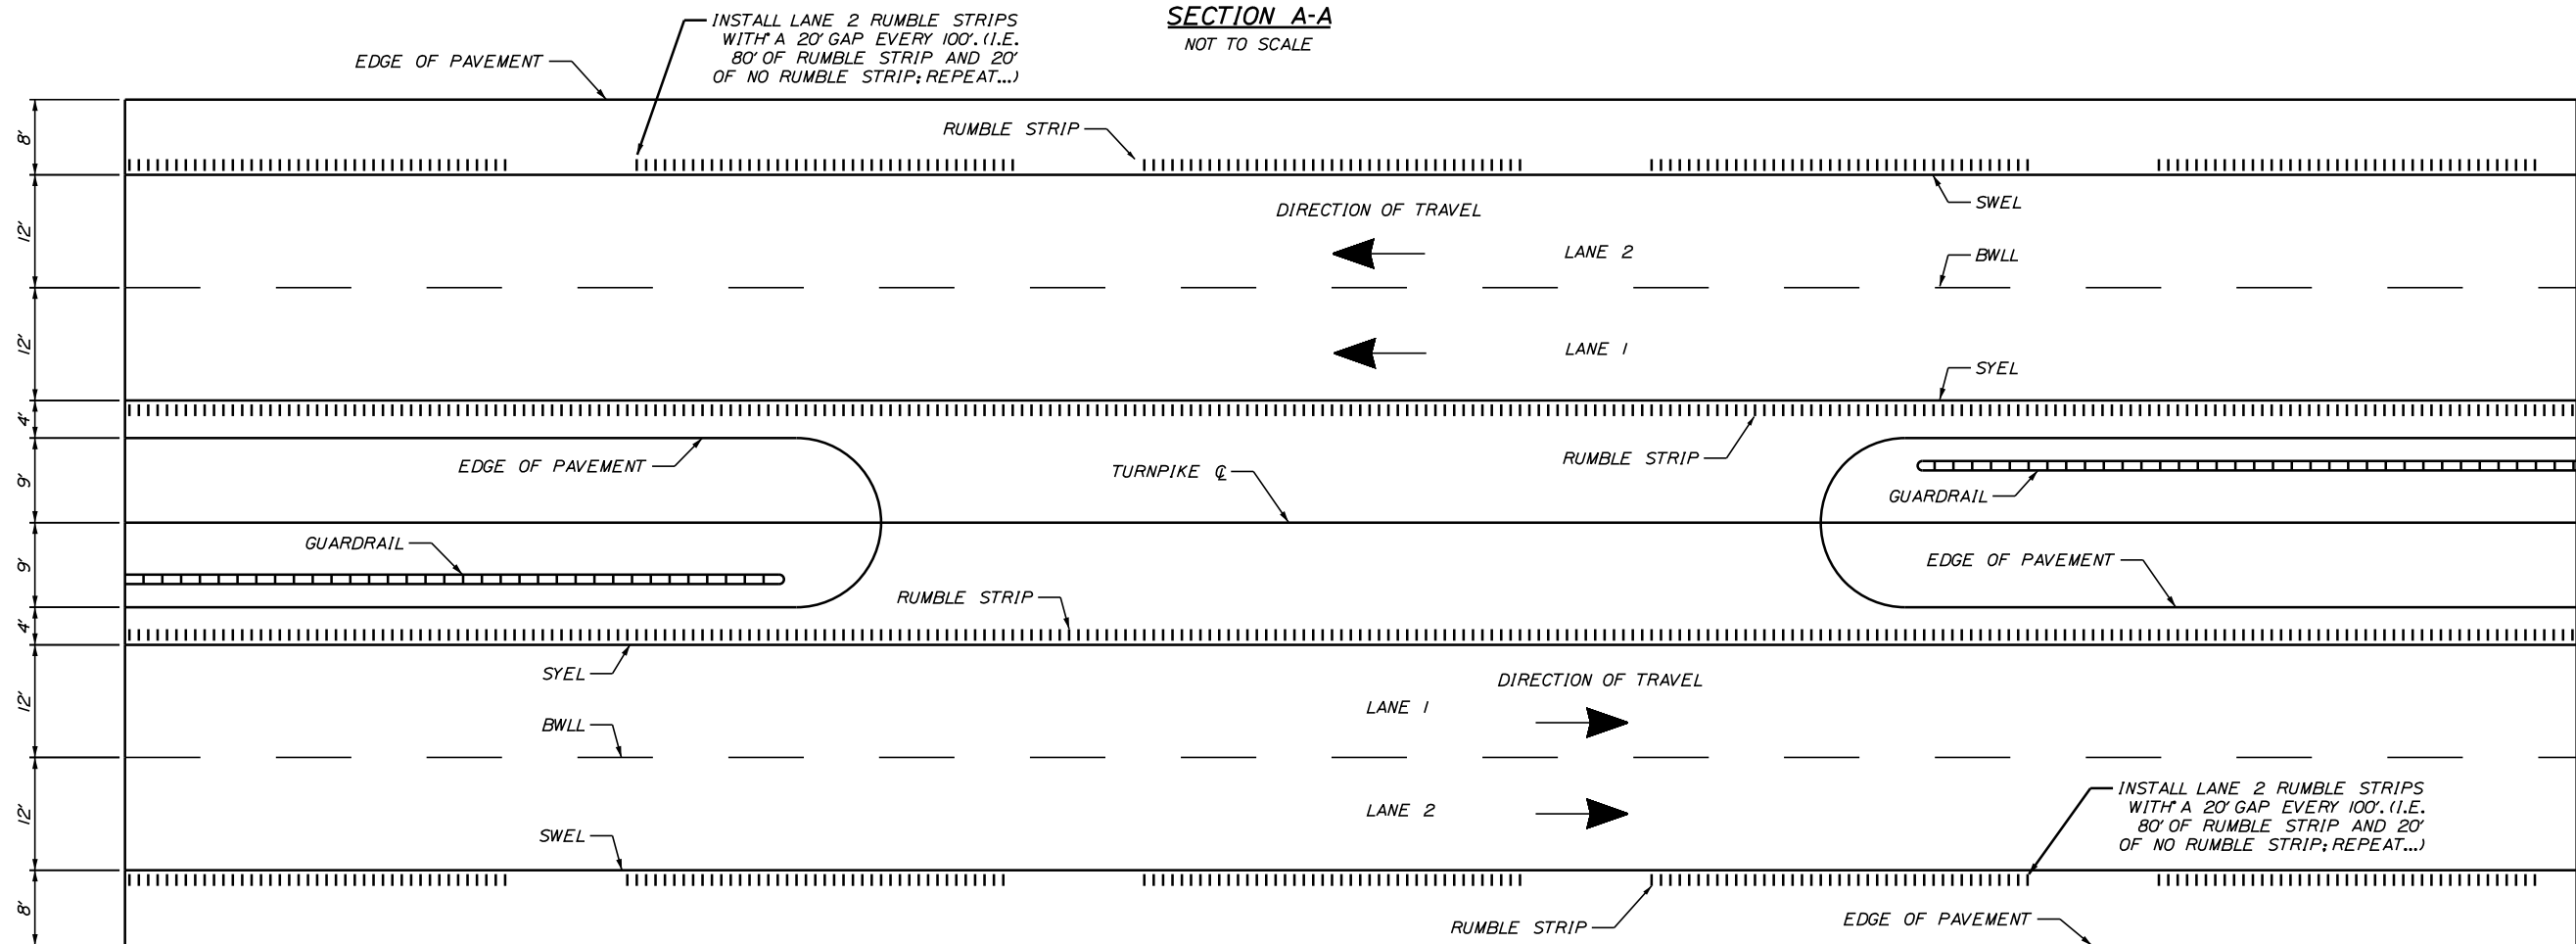 SECTION A-A
NOT TO SCALE
INSTALL LANE 2 RUMBLE STRIPS
WITH A 20' GAP EVERY 100'. (I.E.
80' OF RUMBLE STRIP AND 20'
OF NO RUMBLE STRIP; REPEAT...)
EDGE OF PAVEMENT
RUMBLE STRIP
8'
SWEL
DIRECTION OF TRAVEL
12'
LANE 2
BWLL
12'
LANE 1
SYEL
4'
RUMBLE STRIP
EDGE OF PAVEMENT
TURNPIKE ℄
9'
GUARDRAIL
GUARDRAIL
9'
EDGE OF PAVEMENT
RUMBLE STRIP
4'
SYEL
DIRECTION OF TRAVEL
12'
LANE 1
BWLL
12'
LANE 2
INSTALL LANE 2 RUMBLE STRIPS
WITH A 20' GAP EVERY 100'. (I.E.
80' OF RUMBLE STRIP AND 20'
OF NO RUMBLE STRIP; REPEAT...)
SWEL
8'
RUMBLE STRIP
EDGE OF PAVEMENT